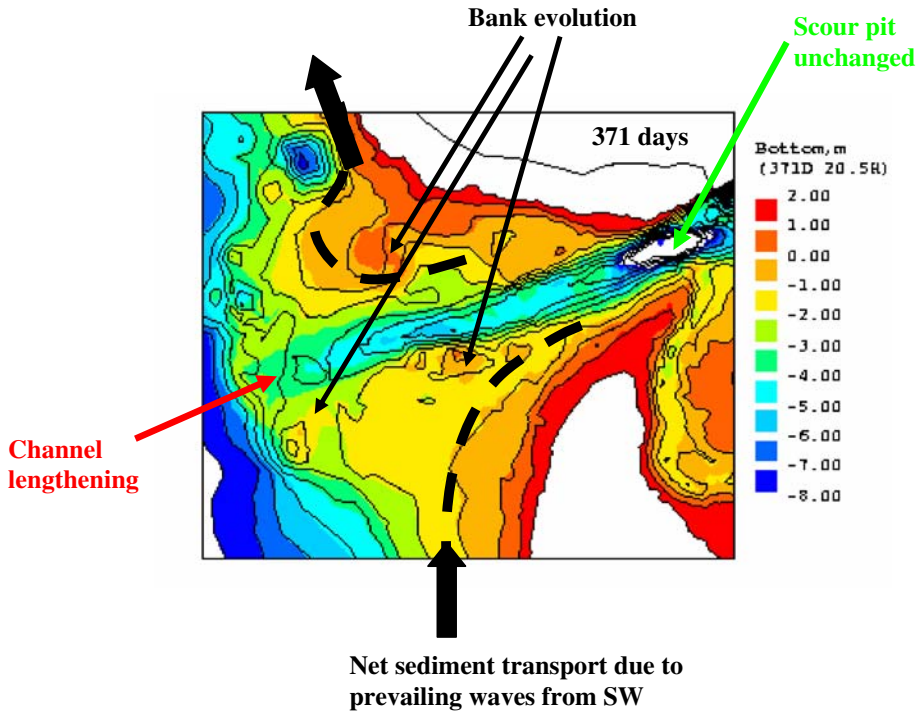 Bank evolution
Scour pit
unchanged
371 days
Bottom,m
(371D 20.5H)
2.00
1.00
0.00
-1.00
-2.00
-3.00
-4.00
-5.00
-6.00
-7.00
-8.00
Channel
lengthening
Net sediment transport due to
prevailing waves from SW